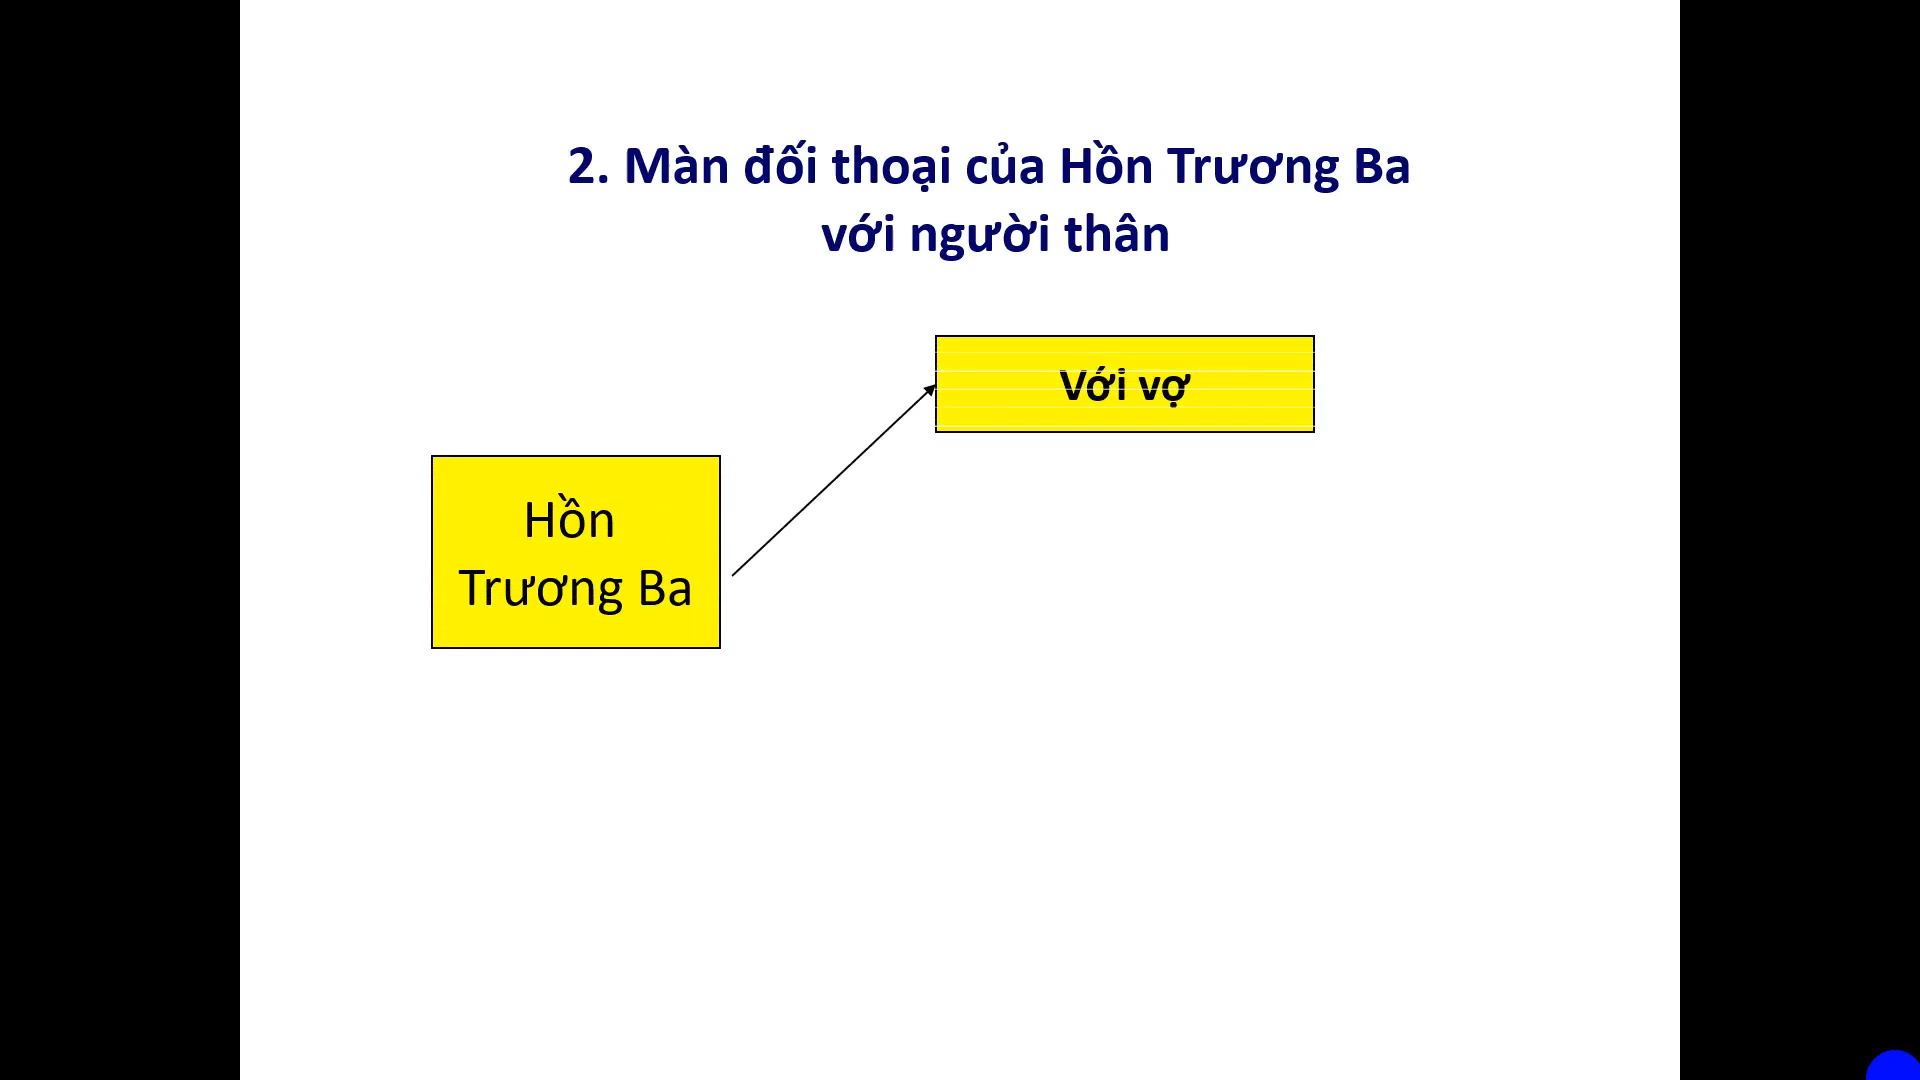 2. Màn đối thoại của Hồn Trương Ba
với người thân
Với vợ
Hồn
Trương Ba